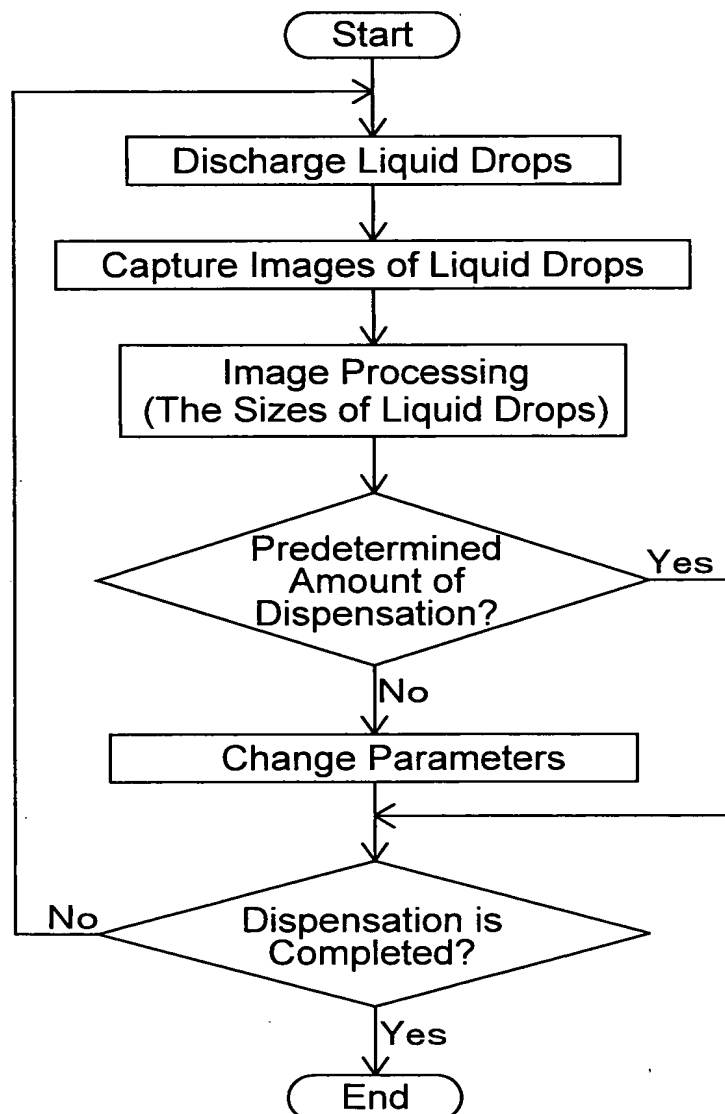 Start
Discharge Liquid Drops
Capture Images of Liquid Drops
Image Processing
(The Sizes of Liquid Drops)
Predetermined
Amount of
Dispensation?
Yes
No
Change Parameters
Dispensation is
Completed?
No
Yes
End